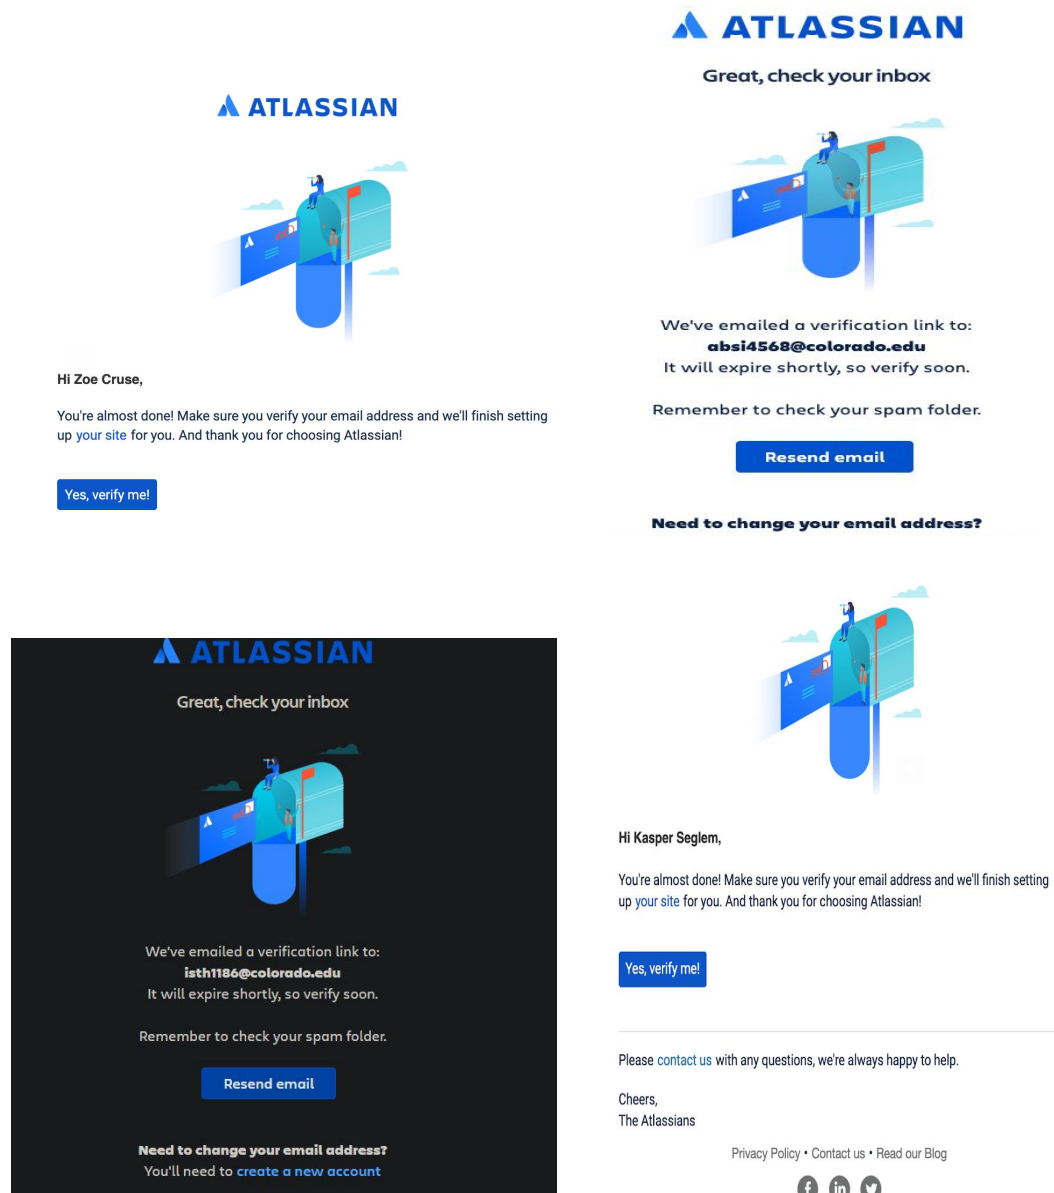 ATLASSIAN
Hi Zoe Cruse,
You're almost done! Make sure you verify your email address and we'll finish setting
up your site for you. And thank you for choosing Atlassian!
Yes, verify me!
ATLASSIAN
Great, check your inbox
We've emailed a verification link to:
absi4568@colorado.edu
It will expire shortly, so verify soon.
Remember to check your spam folder.
Resend email
Need to change your email address?
ATLASSIAN
Great, check your inbox
We've emailed a verification link to:
isth1186@colorado.edu
It will expire shortly, so verify soon.
Remember to check your spam folder.
Resend email
Need to change your email address?
You'll need to create a new account
Hi Kasper Seglem,
You're almost done! Make sure you verify your email address and we'll finish setting
up your site for you. And thank you for choosing Atlassian!
Yes, verify me!
Please contact us with any questions, we're always happy to help.
Cheers,
The Atlassians
Privacy Policy • Contact us • Read our Blog